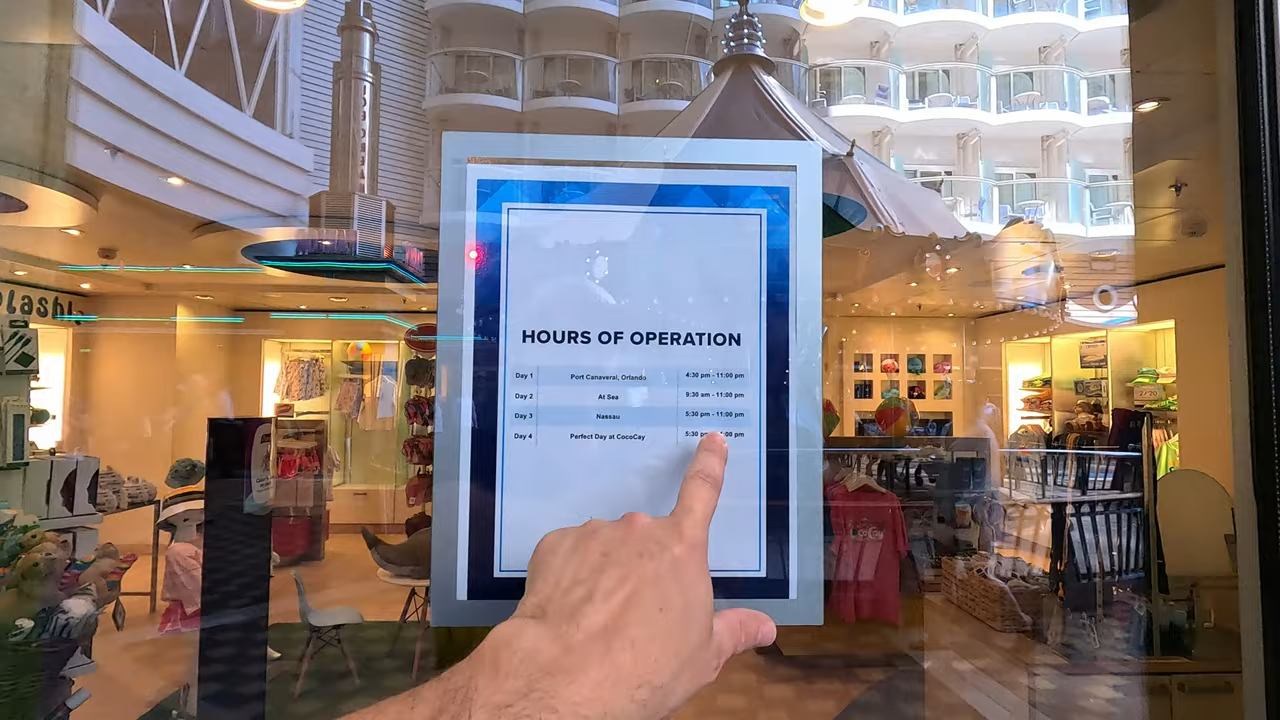 HOURS OF OPERATION
Day 1 Port Canaveral, Orlando 4:30 pm - 11:00 pm
Day 2 At Sea 9:30 am - 11:00 pm
Day 3 Nassau 5:30 pm - 11:00 pm
Day 4 Perfect Day at CocoCay 5:30 pm
CocoCay